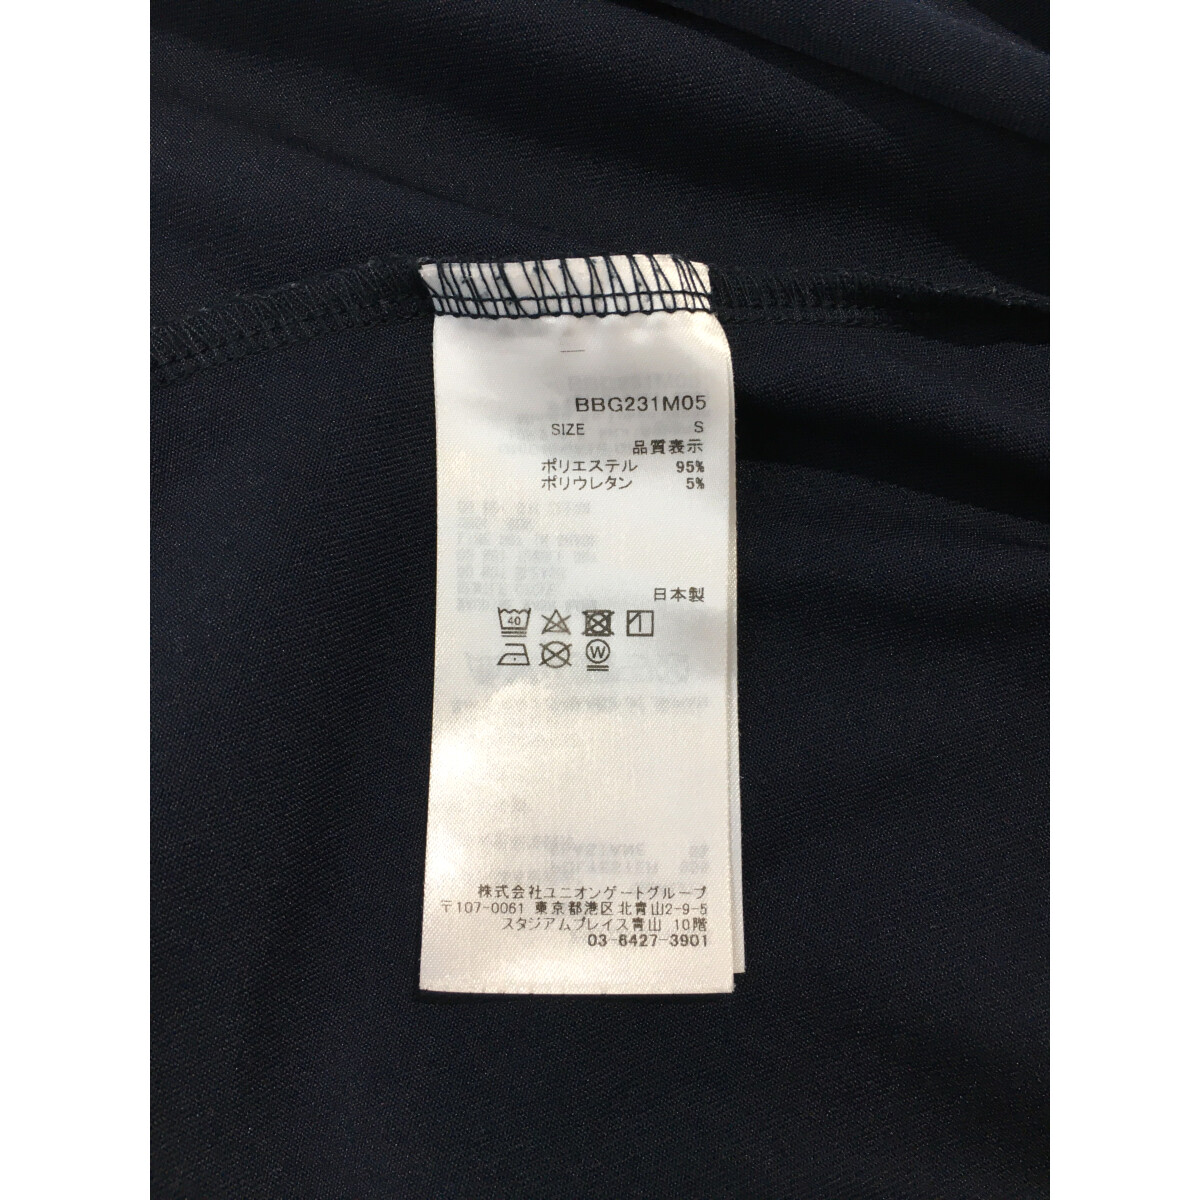 BBG231M05
SIZE S
品質表示
ポリエステル 95%
ポリウレタン 5%
日本製
40
W
株式会社ユニオンゲートグループ
〒107-0061 東京都港区北青山2-9-5
スタジアムプレイス青山 10階
03-6427-3901